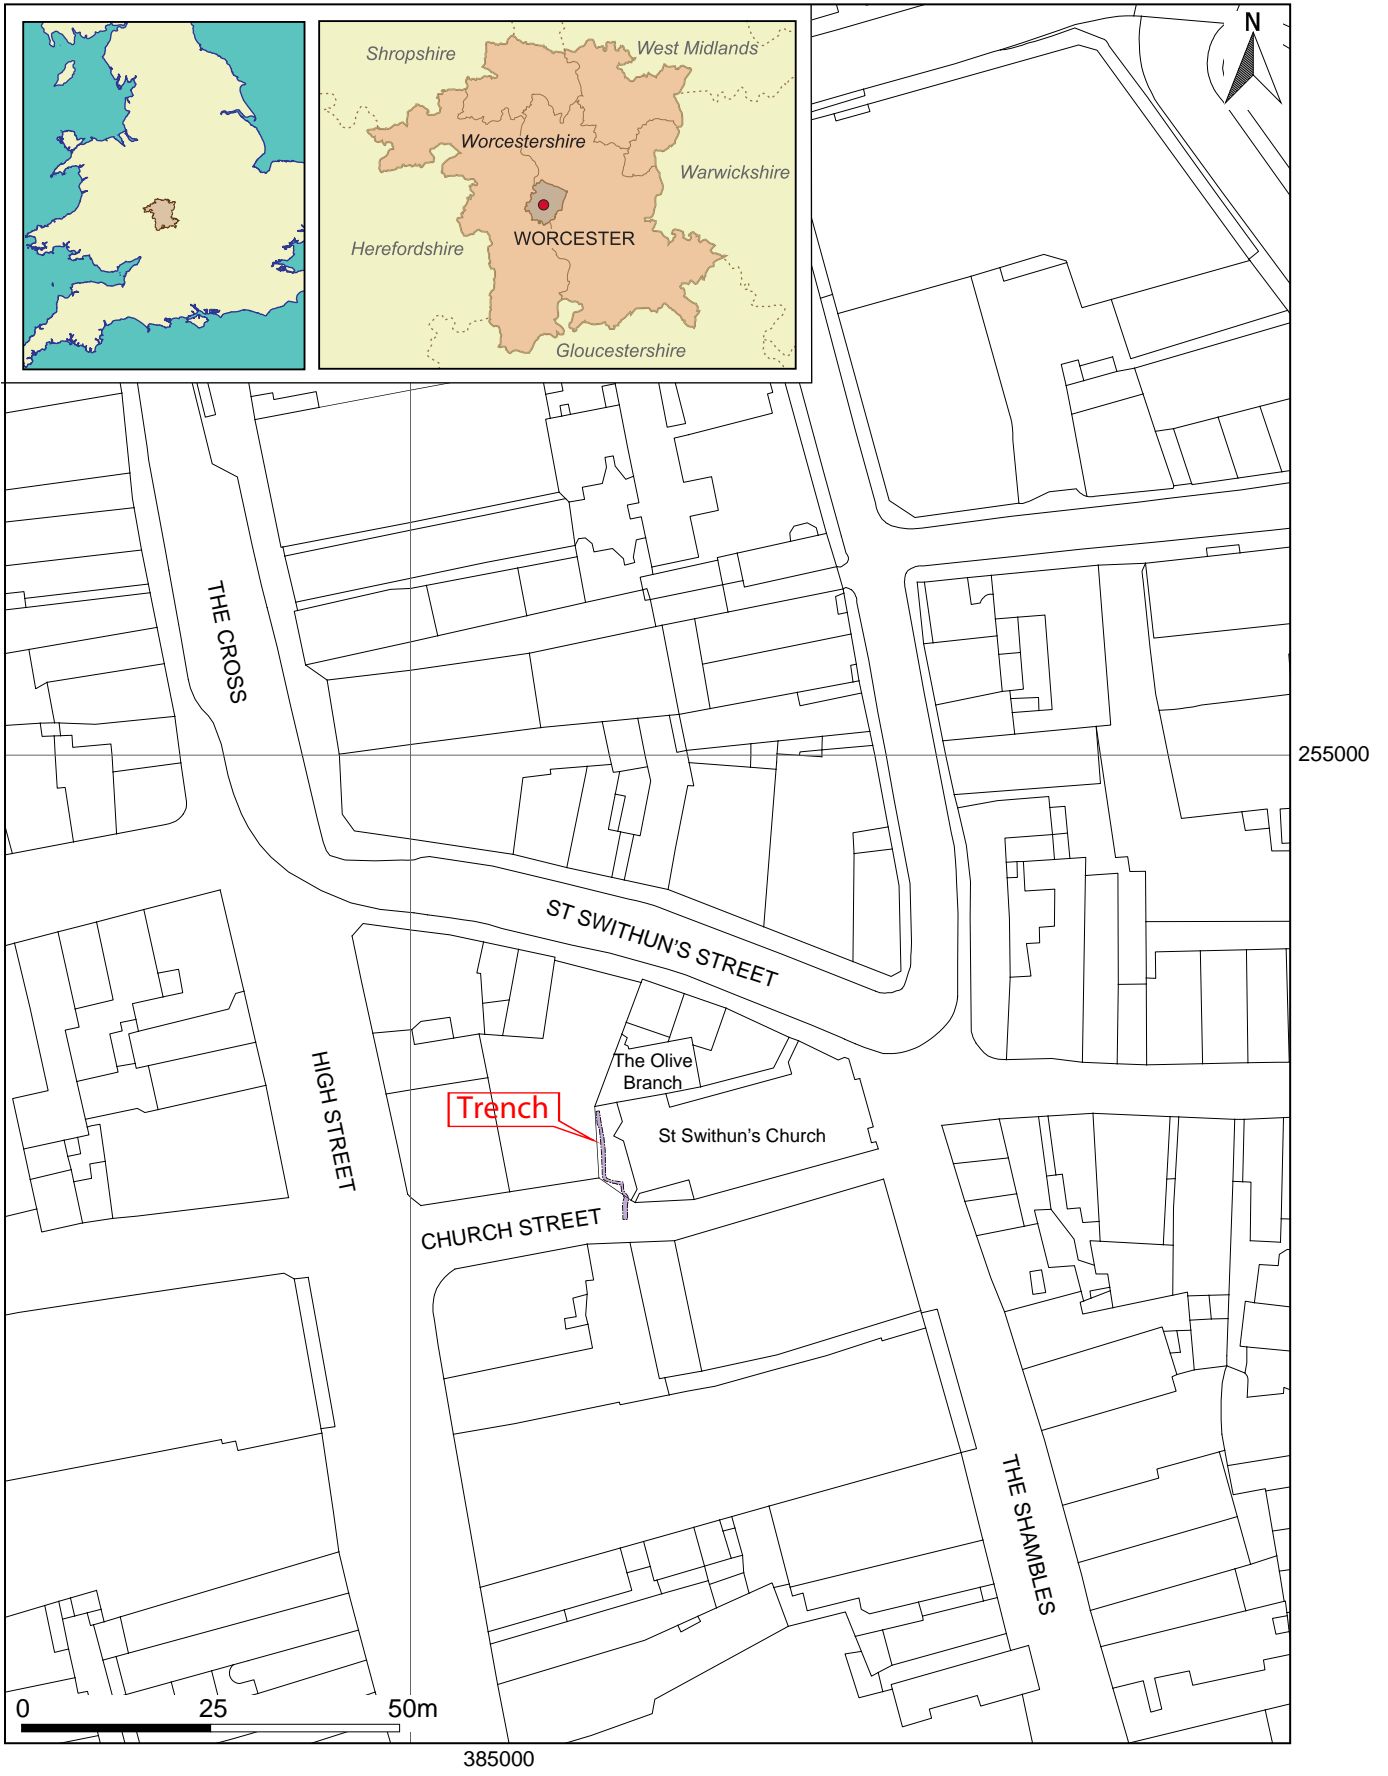 N
Shropshire
West Midlands
Worcestershire
Warwickshire
WORCESTER
Herefordshire
Gloucestershire
THE CROSS
255000
ST SWITHUN'S STREET
HIGH STREET
The Olive
Branch
Trench
St Swithun's Church
CHURCH STREET
THE SHAMBLES
0 25 50m
385000